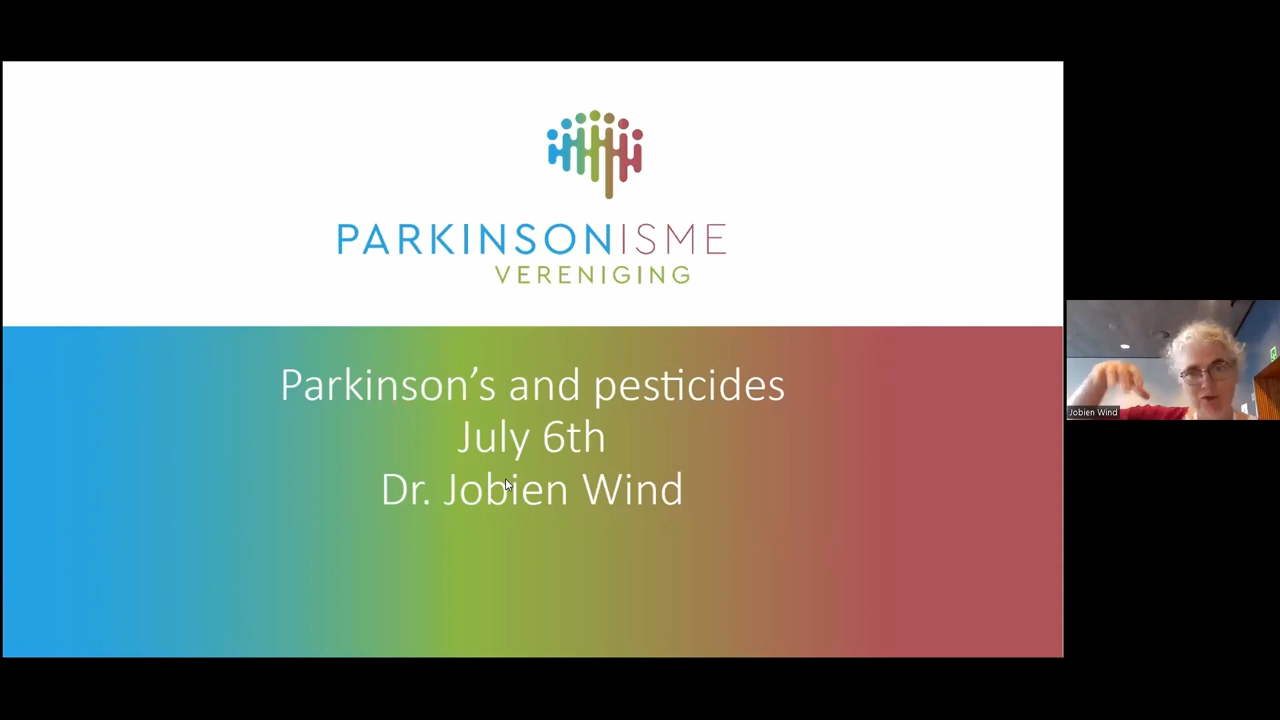 PARKINSONISME
VERENIGING
Parkinson’s and pesticides
July 6th
Dr. Jobien Wind
Jobien Wind